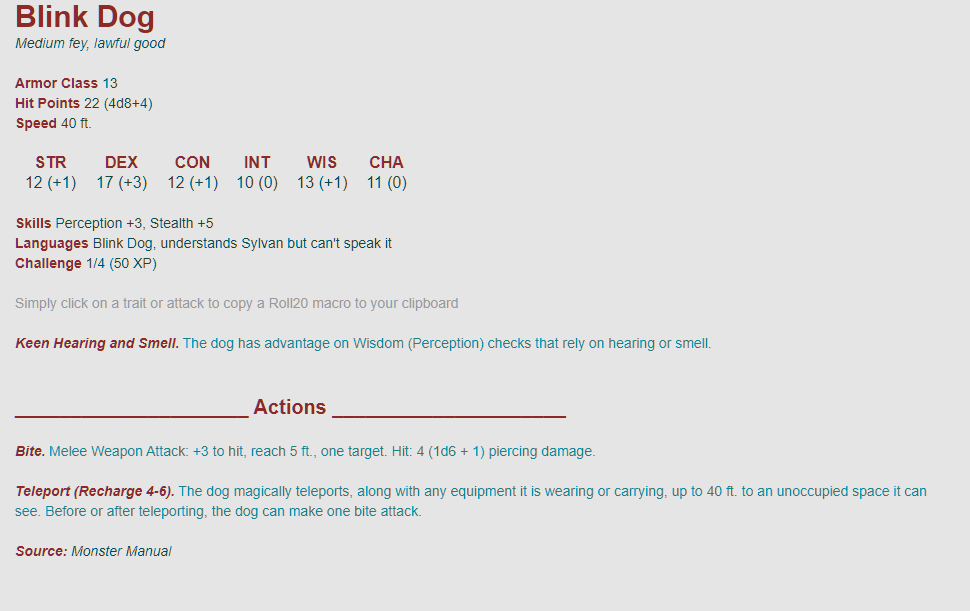 Blink Dog
Medium fey, lawful good
Armor Class 13
Hit Points 22 (4d8+4)
Speed 40 ft.
STR DEX CON INT WIS CHA
12 (+1) 17 (+3) 12 (+1) 10 (0) 13 (+1) 11 (0)
Skills Perception +3, Stealth +5
Languages Blink Dog, understands Sylvan but can't speak it
Challenge 1/4 (50 XP)
Simply click on a trait or attack to copy a Roll20 macro to your clipboard
Keen Hearing and Smell. The dog has advantage on Wisdom (Perception) checks that rely on hearing or smell.
_____________________ Actions _____________________
Bite. Melee Weapon Attack: +3 to hit, reach 5 ft., one target. Hit: 4 (1d6 + 1) piercing damage.
Teleport (Recharge 4-6). The dog magically teleports, along with any equipment it is wearing or carrying, up to 40 ft. to an unoccupied space it can
see. Before or after teleporting, the dog can make one bite attack.
Source: Monster Manual